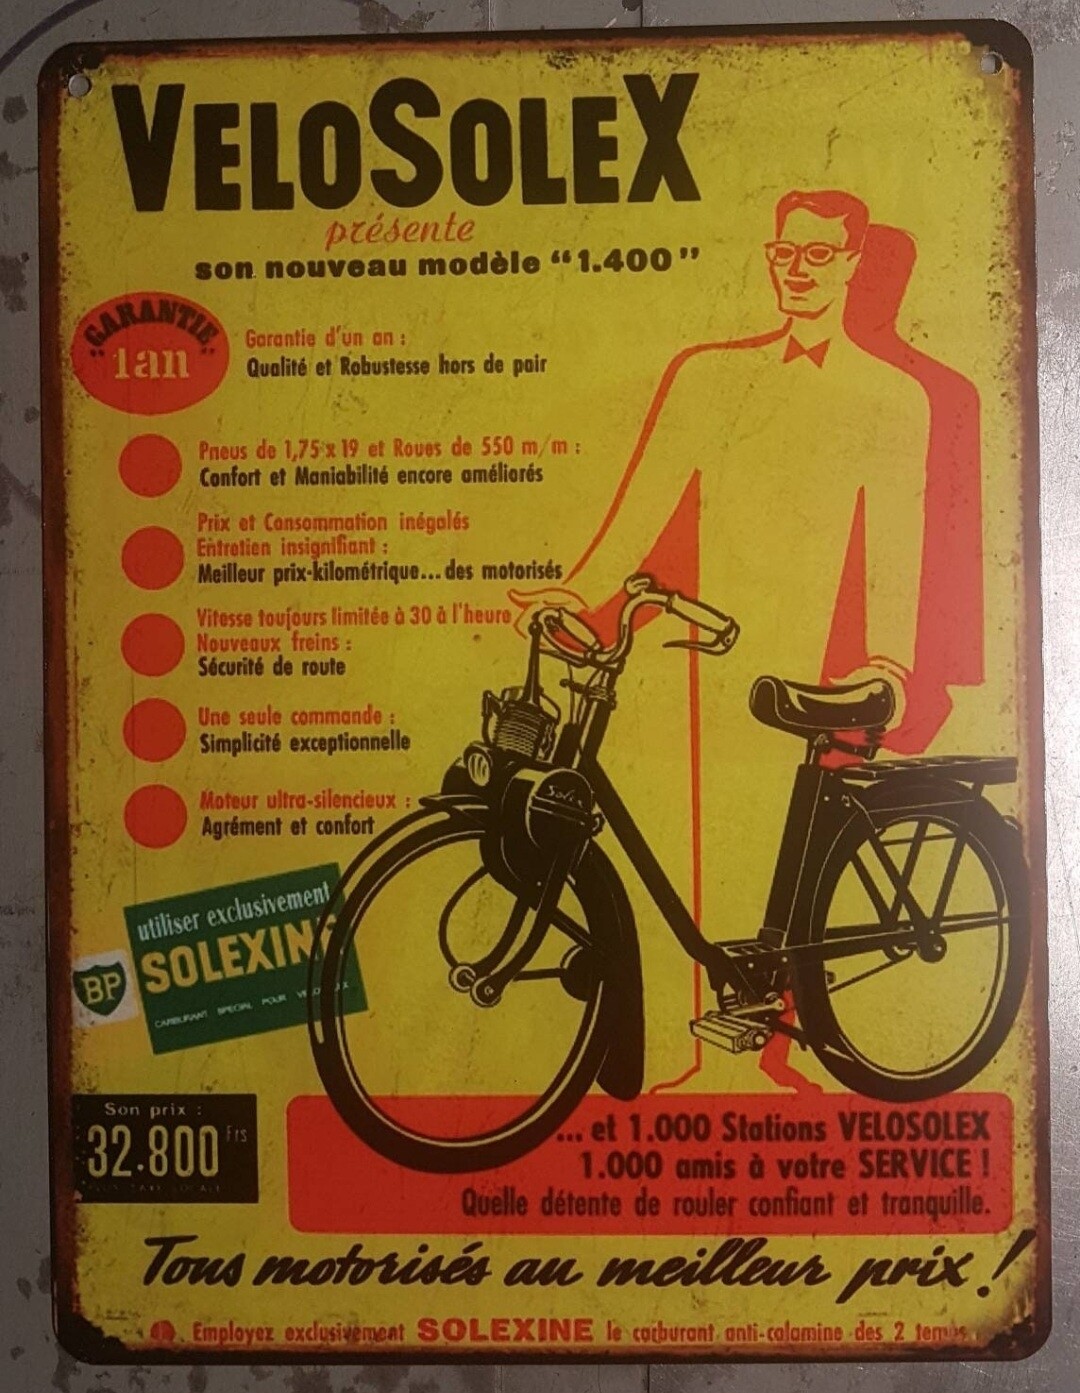 VELOSOLEX
présente
son nouveau modèle "1.400"
"GARANTIE"
1 an
Garantie d'un an :
Qualité et Robustesse hors de pair
Pneus de 1,75 x 19 et Roues de 550 m/m :
Confort et Maniabilité encore améliorés
Prix et Consommation inégalés
Entretien insignifiant :
Meilleur prix-kilométrique... des motorisés
Vitesse toujours limitée à 30 à l'heure
Nouveaux freins :
Sécurité de route
Une seule commande :
Simplicité exceptionnelle
Moteur ultra-silencieux :
Agrément et confort
Solex
utiliser exclusivement
SOLEXINE
BP
CARBURANT SPECIAL POUR
Son prix :
32.800 Frs
... et 1.000 Stations VELOSOLEX
1.000 amis à votre SERVICE !
Quelle détente de rouler confiant et tranquille.
Tous motorisés au meilleur prix !
Employez exclusivement SOLEXINE le carburant anti-calamine des 2 temps